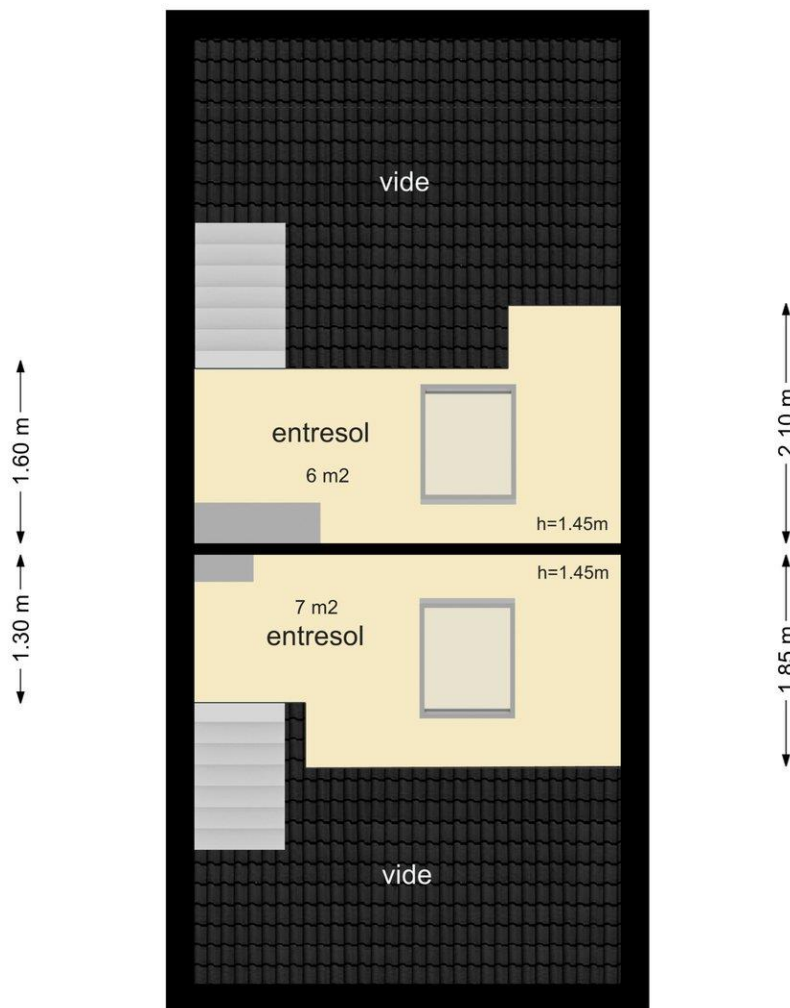 vide
2.10 m
1.60 m
entresol
6 m2
h=1.45m
h=1.45m
1.30 m
7 m2
entresol
1.85 m
vide